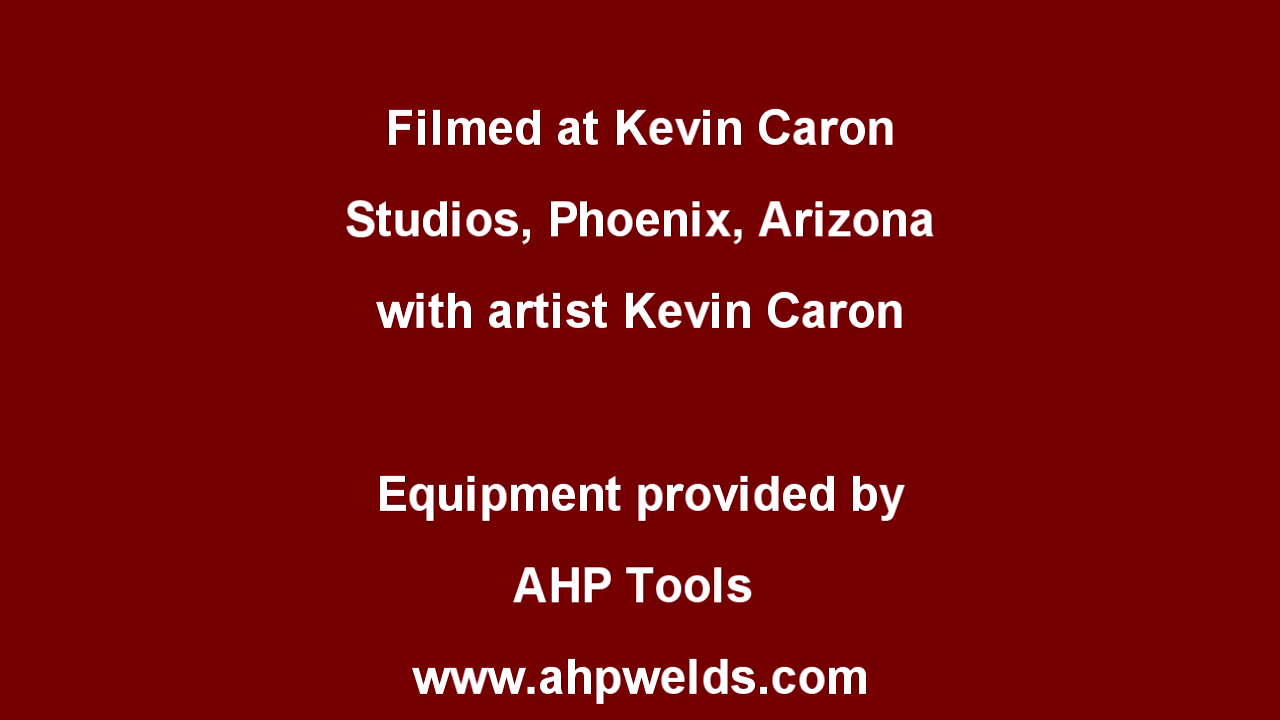 Filmed at Kevin Caron
Studios, Phoenix, Arizona
with artist Kevin Caron
Equipment provided by
AHP Tools
www.ahpwelds.com